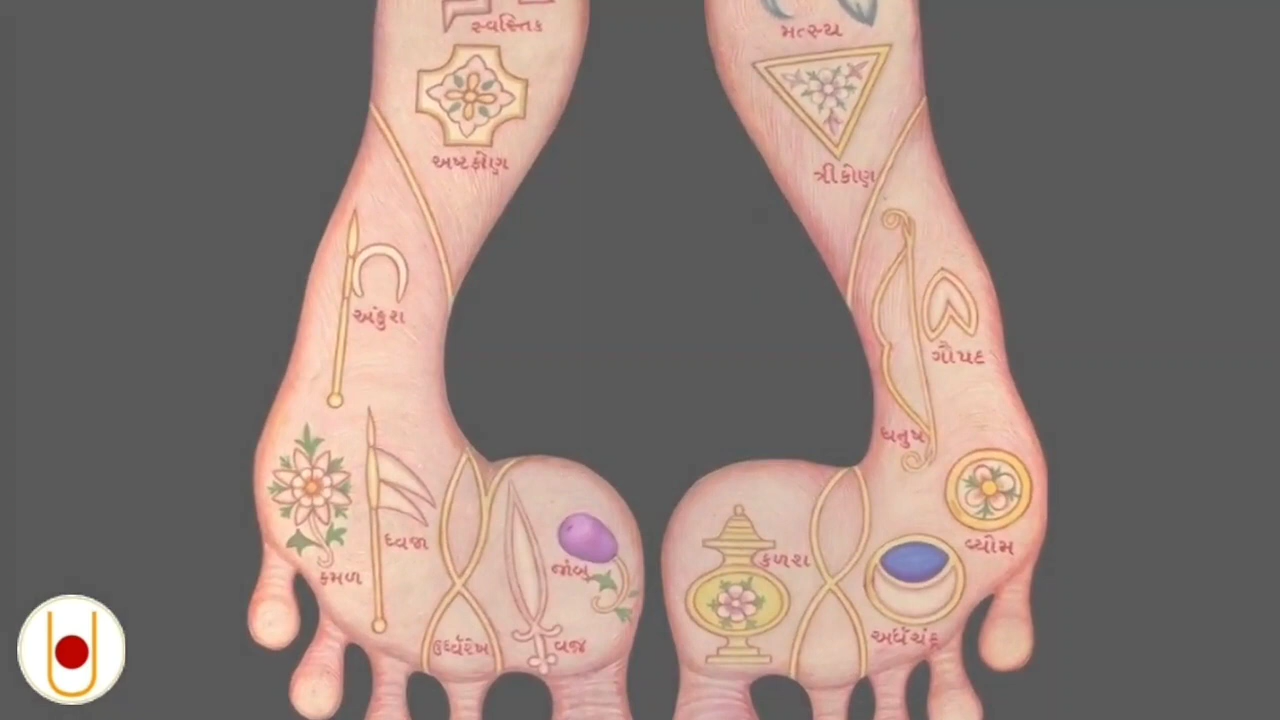 સ્વસ્તિક
મત્સ્ય
અષ્ટકોણ
ત્રીકોણ
અંકુશ
ગૌપદ
ધનુષ
ધ્વજા
વ્યોમ
કળશ
જાંબુ
કમળ
અર્ધચંદ્ર
ઉર્ધ્વરેખા
વજ્ર